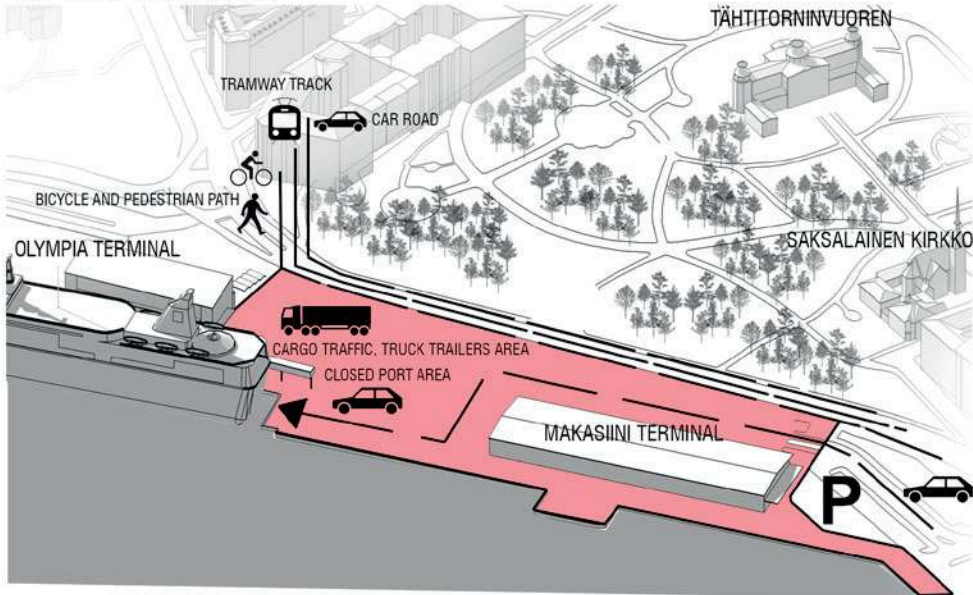 TÄHTITORNINVUOREN
TRAMWAY TRACK
CAR ROAD
BICYCLE AND PEDESTRIAN PATH
OLYMPIA TERMINAL
SAKSALAINEN KIRKKO
CARGO TRAFFIC, TRUCK TRAILERS AREA
CLOSED PORT AREA
MAKASIINI TERMINAL
P